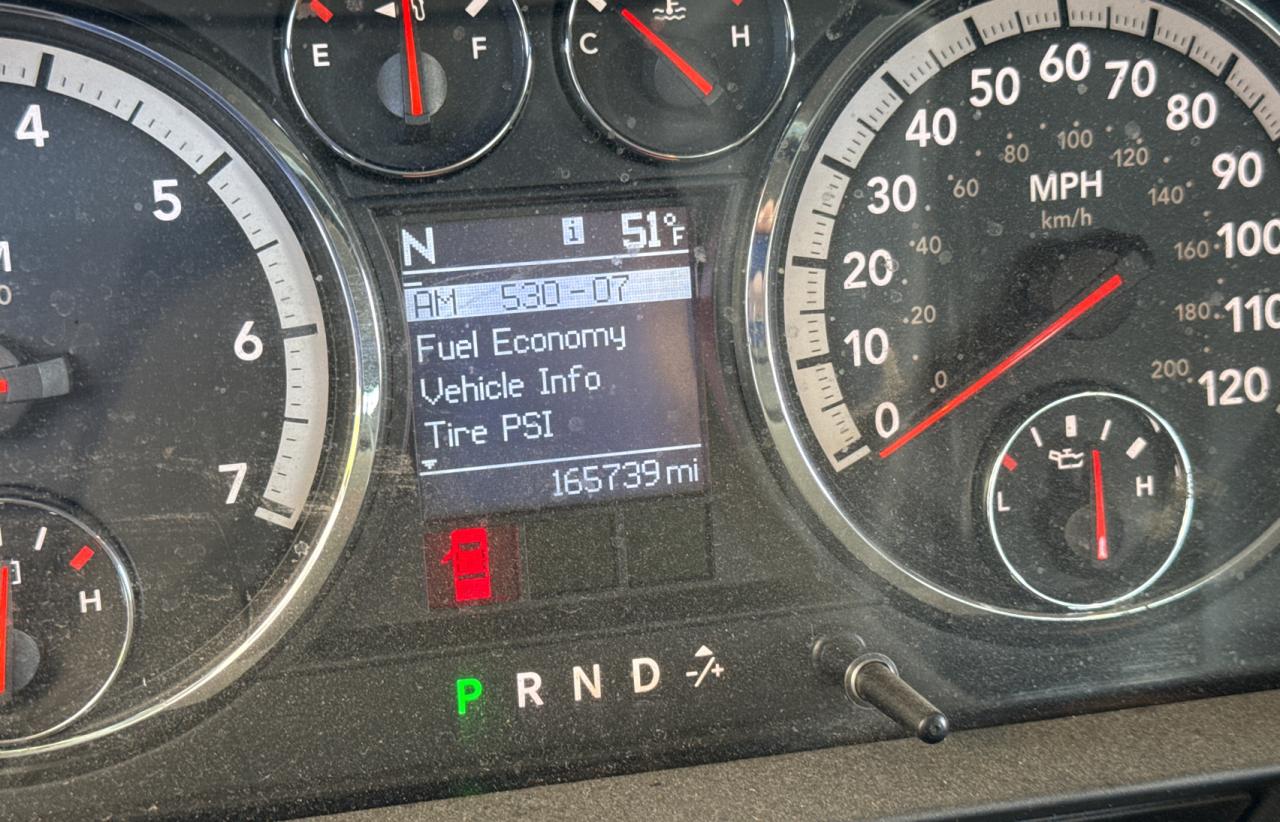 E F
C H
4
5
6
7
H
N 51°F
AM 530-07
Fuel Economy
Vehicle Info
Tire PSI
165739 mi
P R N D -/+
MPH
km/h
0 10 20 30 40 50 60 70 80 90 100 110 120
0 20 40 60 80 100 120 140 160 180 200
L H